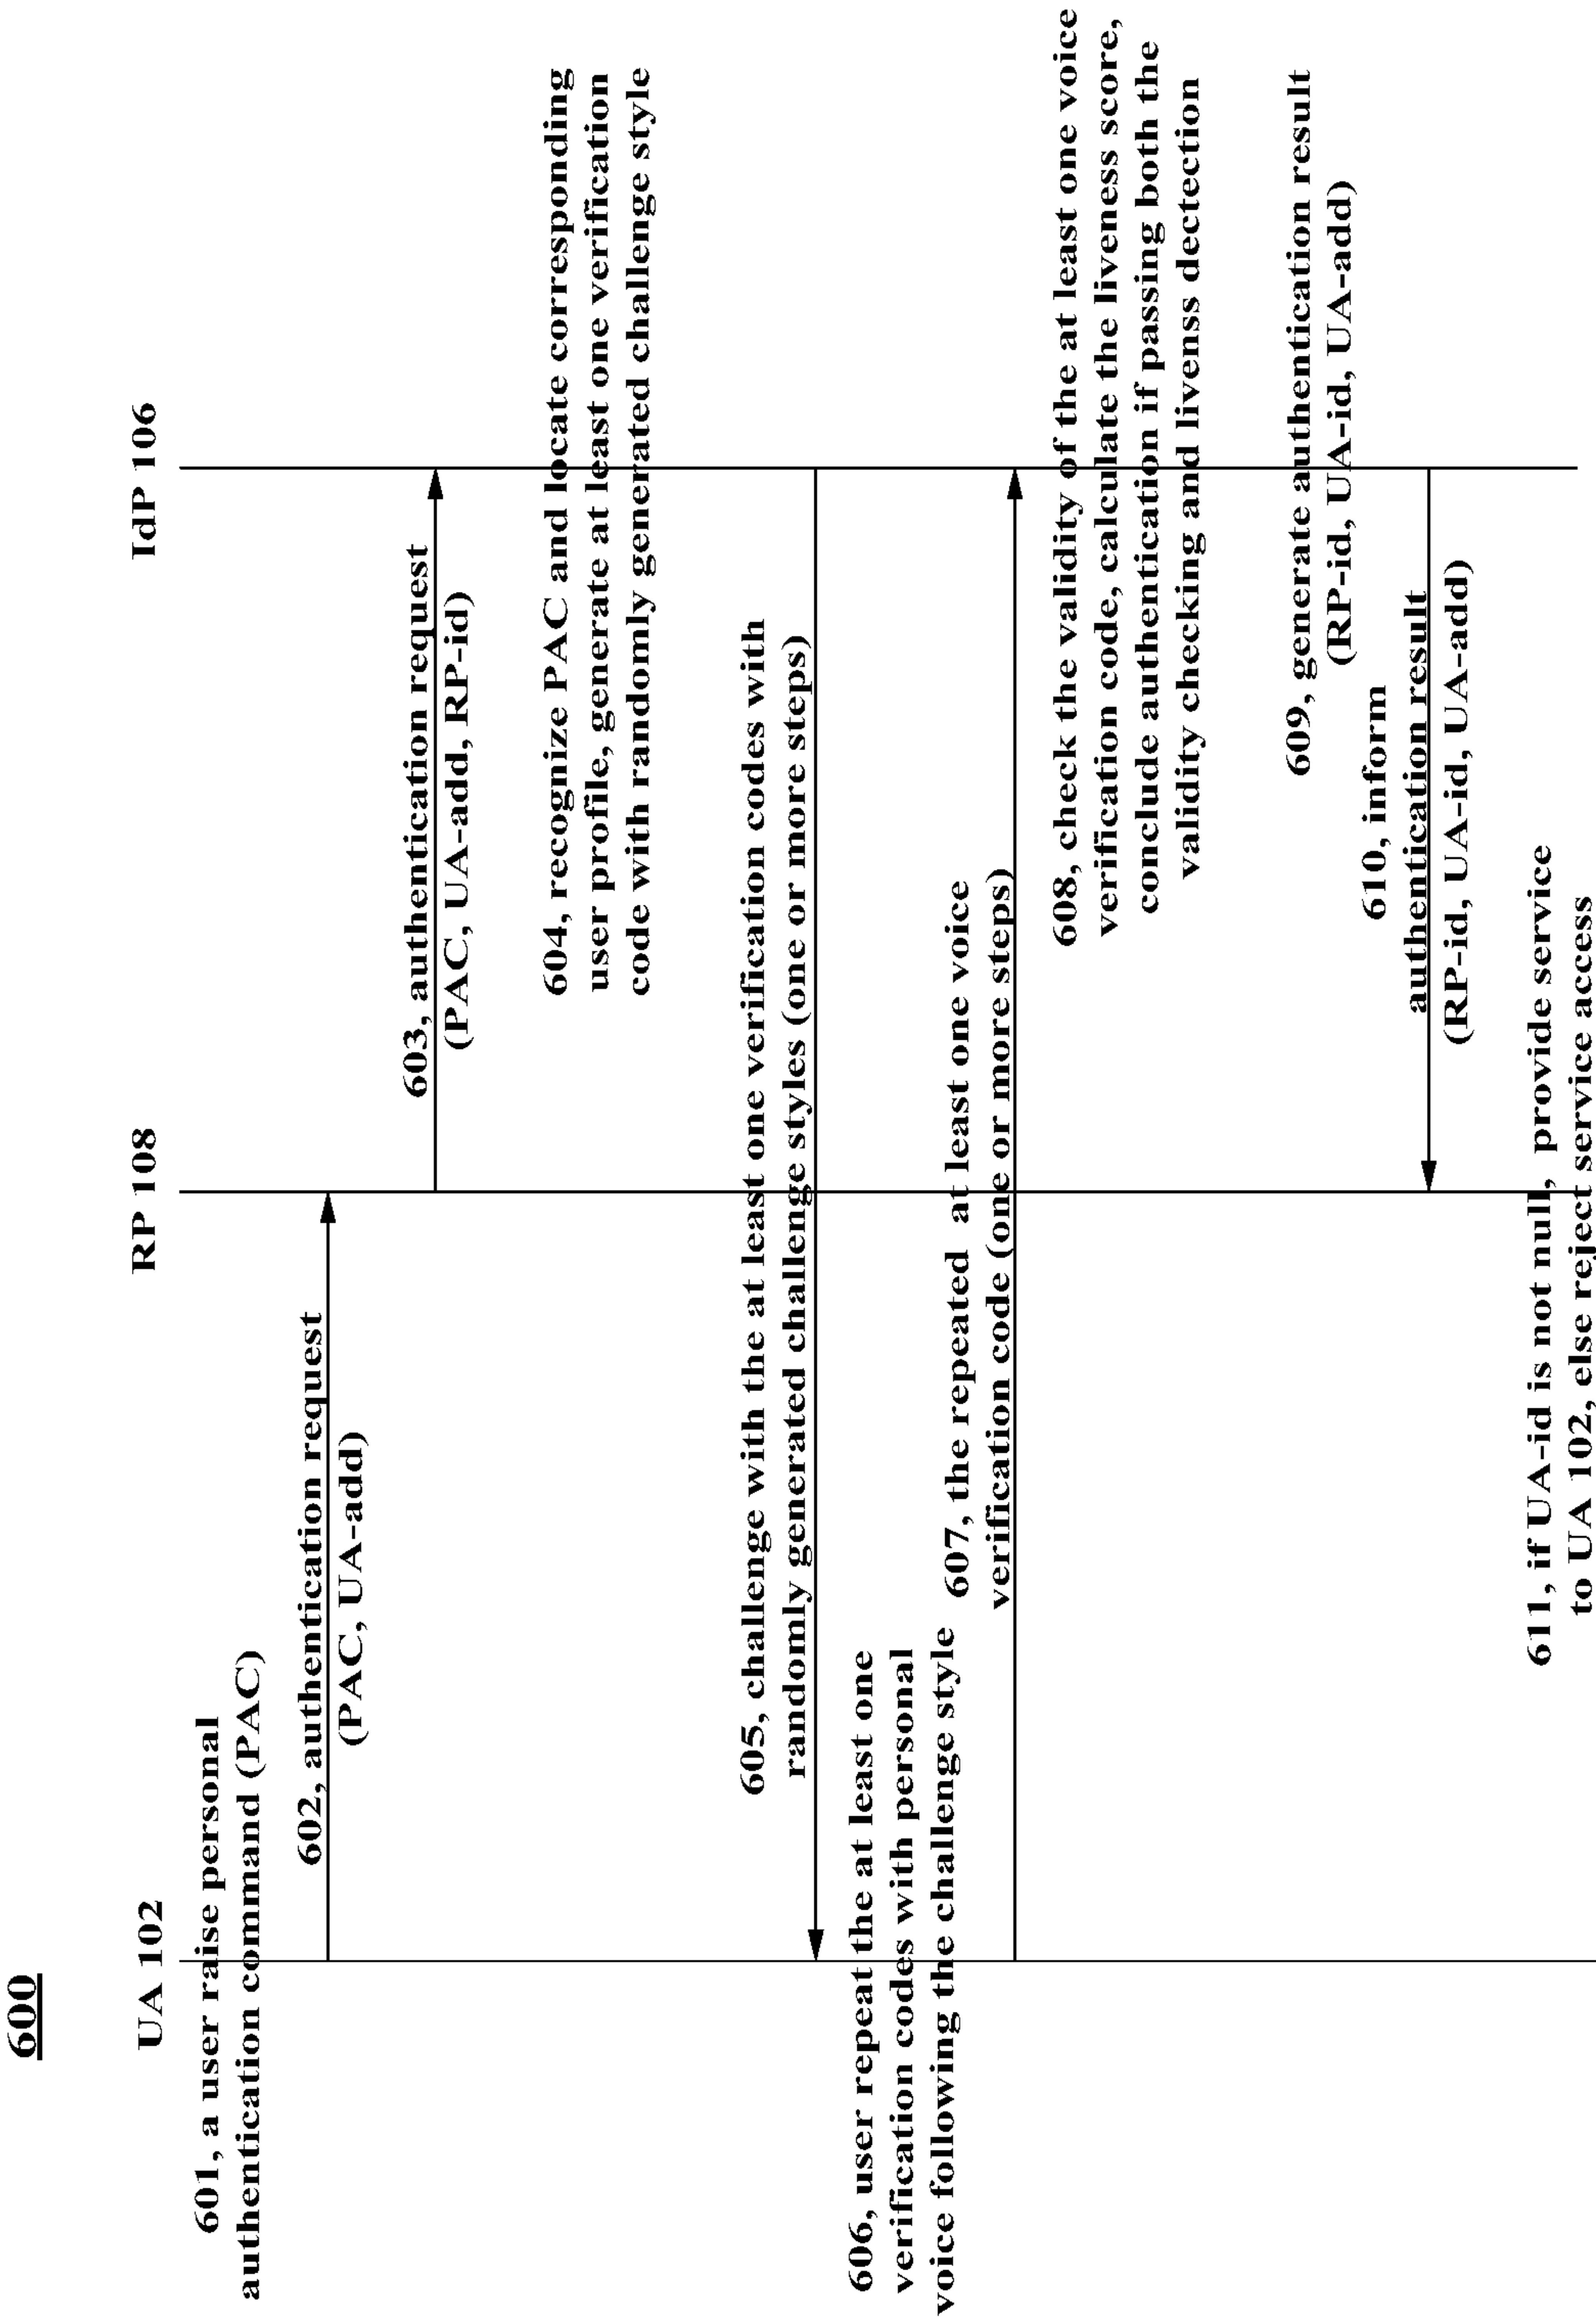 600
UA 102
RP 108
IdP 106
601, a user raise personal
authentication command (PAC)
602, authentication request
(PAC, UA-add)
603, authentication request
(PAC, UA-add, RP-id)
604, recognize PAC and locate corresponding
user profile, generate at least one verification
code with randomly generated challenge style
605, challenge with the at least one verification codes with
randomly generated challenge styles (one or more steps)
606, user repeat the at least one
verification codes with personal
voice following the challenge style
607, the repeated at least one voice
verification code (one or more steps)
608, check the validity of the at least one voice
verification code, calculate the liveness score,
conclude authentication if passing both the
validity checking and livenss dectection
609, generate authentication result
(RP-id, UA-id, UA-add)
610, inform
authentication result
(RP-id, UA-id, UA-add)
611, if UA-id is not null, provide service
to UA 102, else reject service access